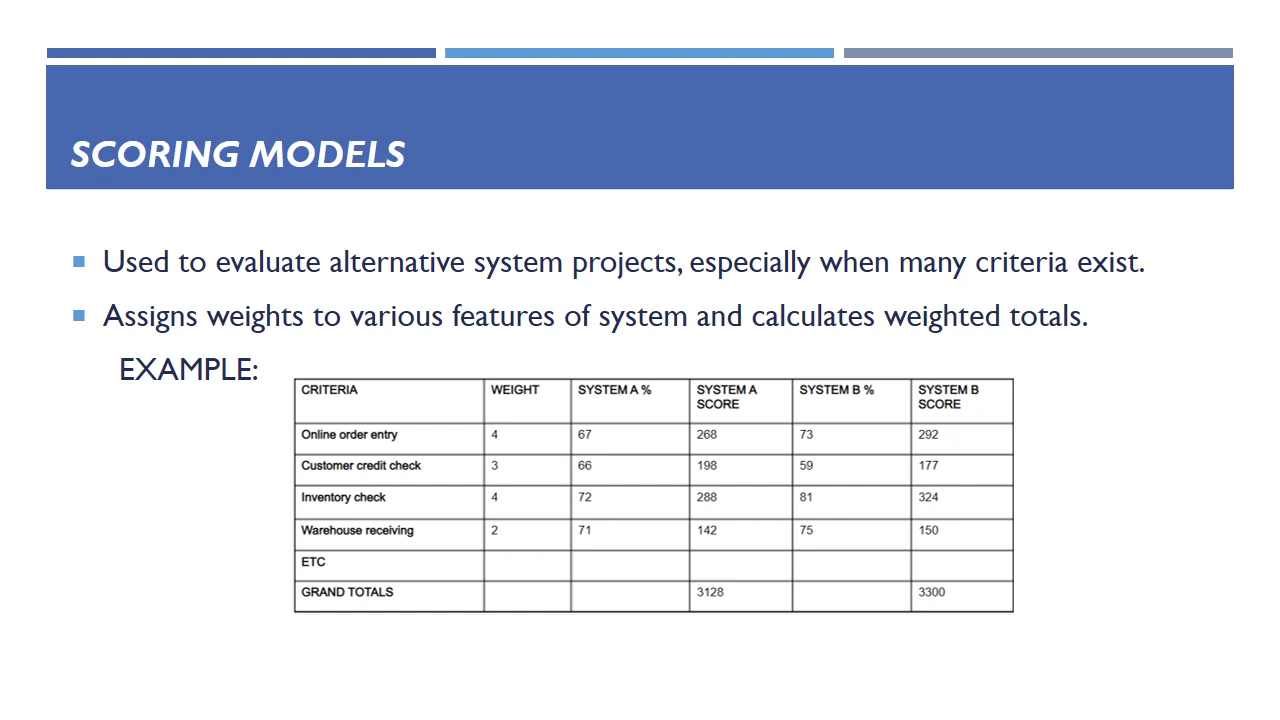 SCORING MODELS
Used to evaluate alternative system projects, especially when many criteria exist.
Assigns weights to various features of system and calculates weighted totals.
EXAMPLE:
CRITERIA WEIGHT SYSTEM A % SYSTEM A SCORE SYSTEM B % SYSTEM B SCORE
Online order entry 4 67 268 73 292
Customer credit check 3 66 198 59 177
Inventory check 4 72 288 81 324
Warehouse receiving 2 71 142 75 150
ETC
GRAND TOTALS 3128 3300